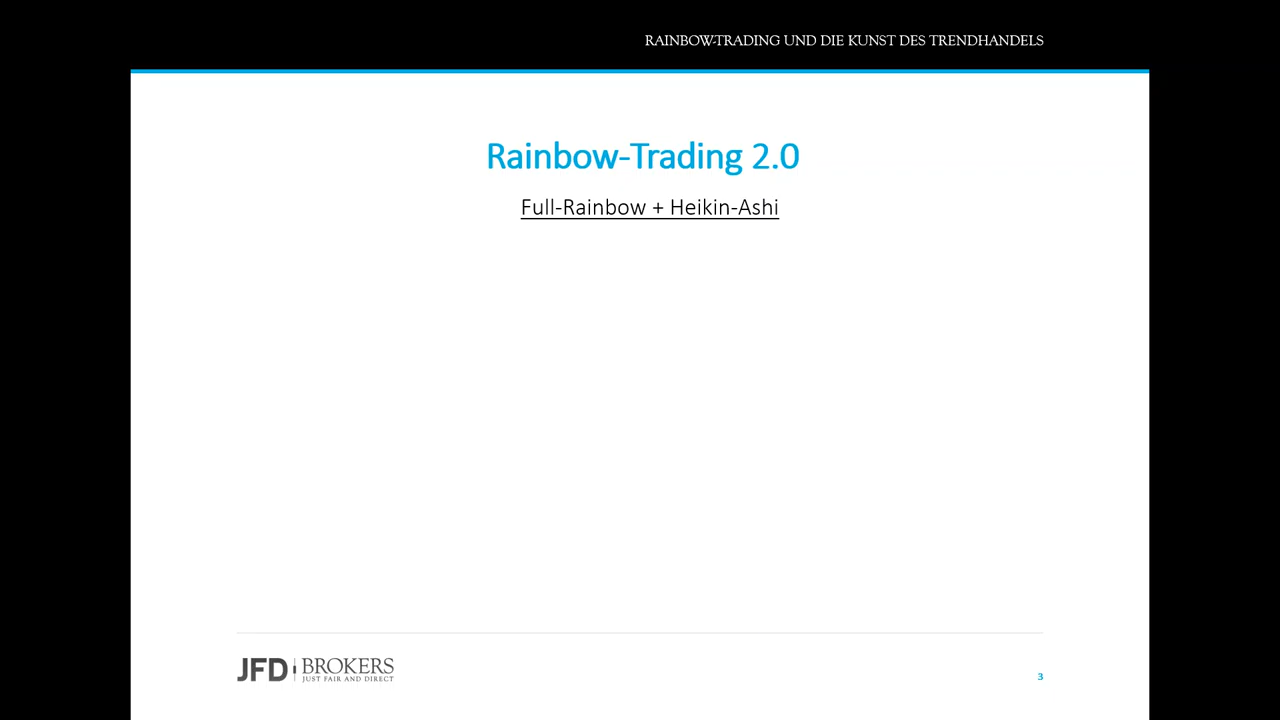 RAINBOW-TRADING UND DIE KUNST DES TRENDHANDELS
Rainbow-Trading 2.0
Full-Rainbow + Heikin-Ashi
JFD BROKERS
JUST FAIR AND DIRECT
3